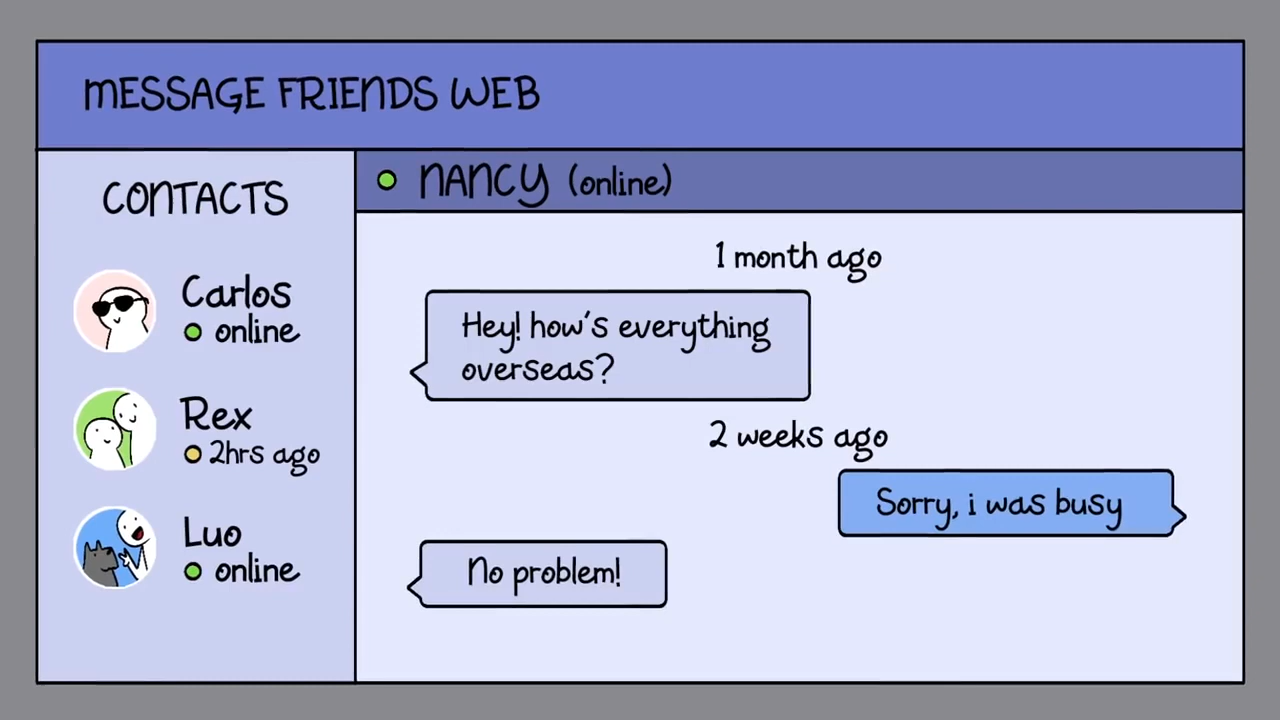 MESSAGE FRIENDS WEB
CONTACTS
Carlos
online
Rex
2hrs ago
Luo
online
NANCY (online)
1 month ago
Hey! how's everything
overseas?
2 weeks ago
Sorry, i was busy
No problem!